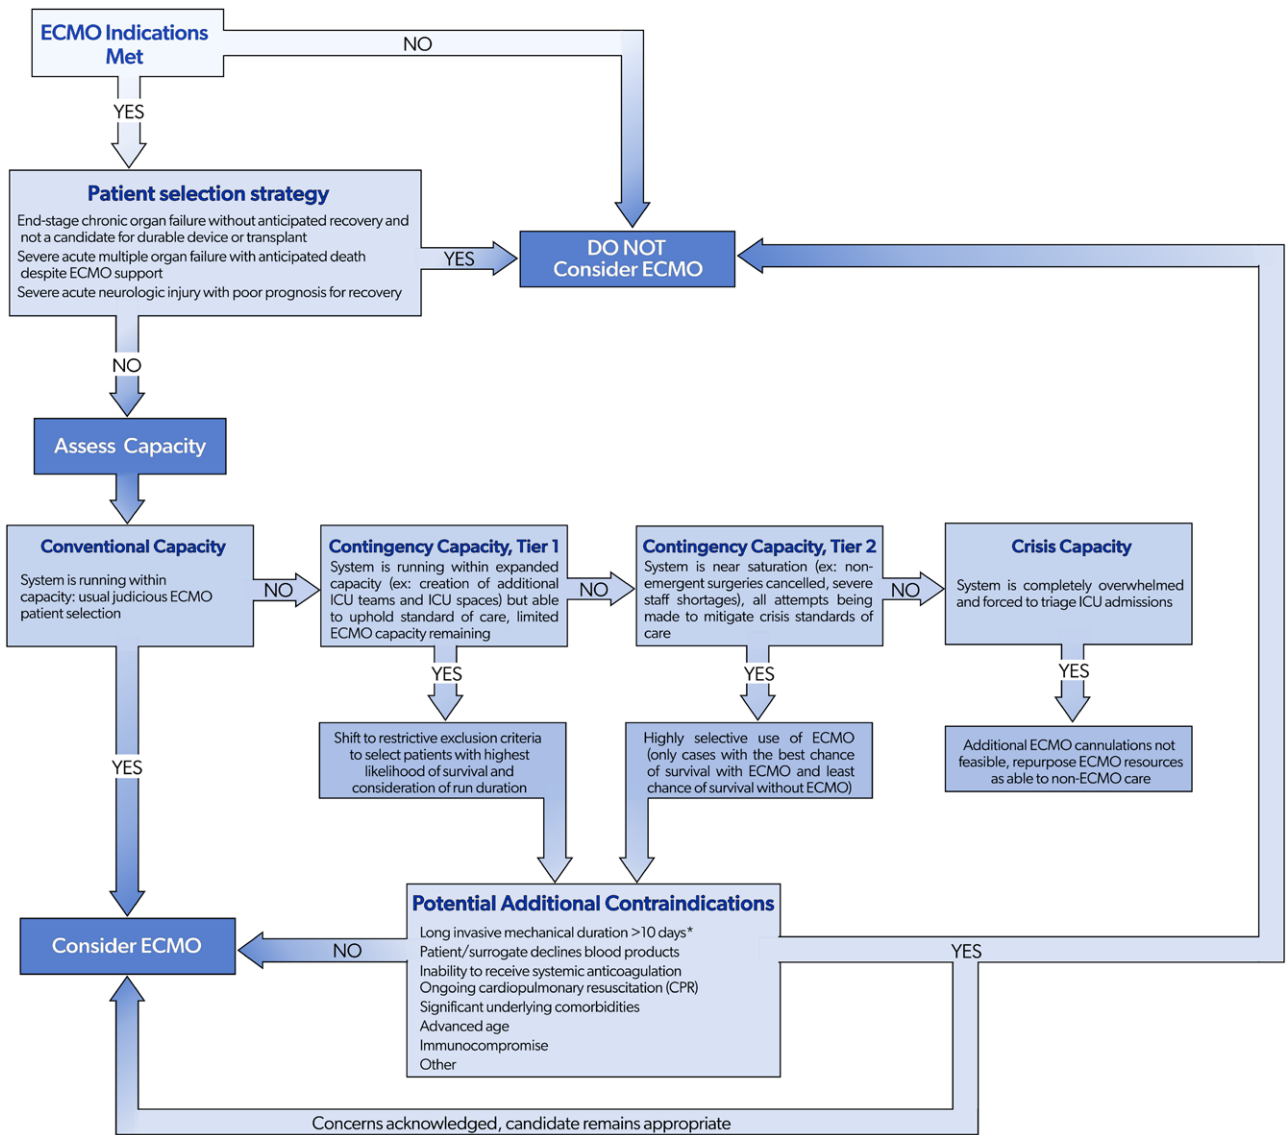 ECMO Indications
Met
NO
YES
Patient selection strategy
End-stage chronic organ failure without anticipated recovery and
not a candidate for durable device or transplant
Severe acute multiple organ failure with anticipated death
despite ECMO support
Severe acute neurologic injury with poor prognosis for recovery
YES
DO NOT
Consider ECMO
NO
Assess Capacity
Conventional Capacity
System is running within
capacity: usual judicious ECMO
patient selection
NO
Contingency Capacity, Tier 1
System is running within expanded
capacity (ex: creation of additional
ICU teams and ICU spaces) but able
to uphold standard of care, limited
ECMO capacity remaining
NO
Contingency Capacity, Tier 2
System is near saturation (ex: non-
emergent surgeries cancelled, severe
staff shortages), all attempts being
made to mitigate crisis standards of
care
NO
Crisis Capacity
System is completely overwhelmed
and forced to triage ICU admissions
YES
YES
YES
YES
Shift to restrictive exclusion criteria
to select patients with highest
likelihood of survival and
consideration of run duration
Highly selective use of ECMO
(only cases with the best chance
of survival with ECMO and least
chance of survival without ECMO)
Additional ECMO cannulations not
feasible, repurpose ECMO resources
as able to non-ECMO care
Potential Additional Contraindications
Long invasive mechanical duration >10 days*
Patient/surrogate declines blood products
Inability to receive systemic anticoagulation
Ongoing cardiopulmonary resuscitation (CPR)
Significant underlying comorbidities
Advanced age
Immunocompromise
Other
Consider ECMO
NO
YES
Concerns acknowledged, candidate remains appropriate